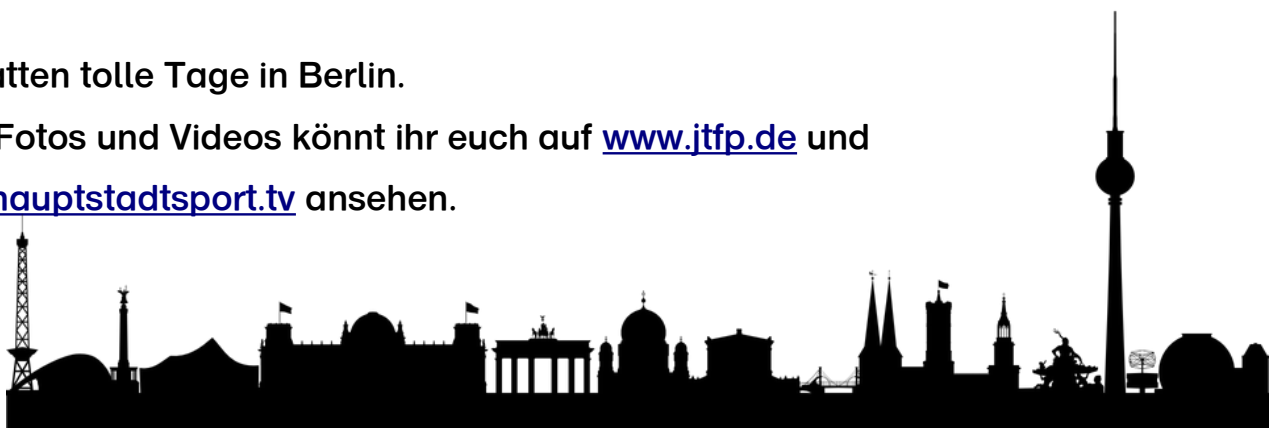 atten tolle Tage in Berlin.
Fotos und Videos könnt ihr euch auf www.jtfp.de und
hauptstadtsport.tv ansehen.